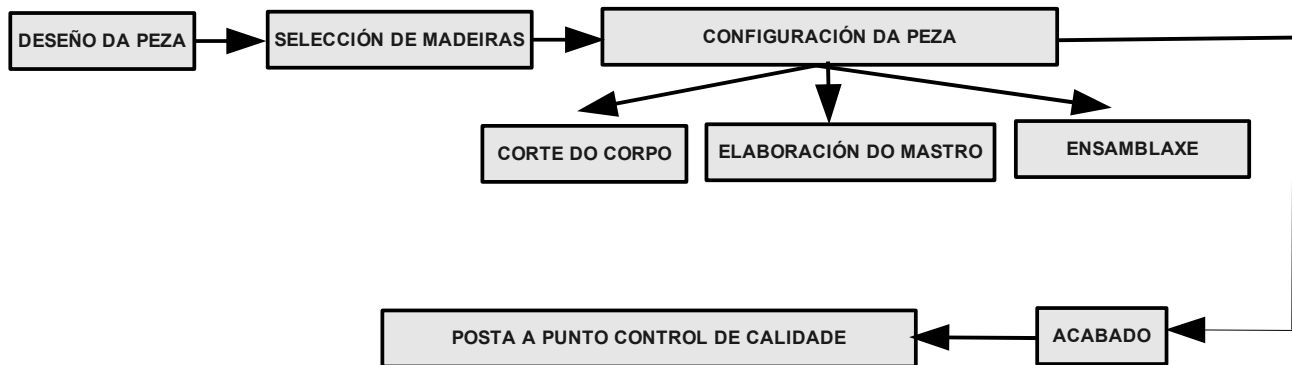 DESEÑO DA PEZA
SELECCIÓN DE MADEIRAS
CONFIGURACIÓN DA PEZA
CORTE DO CORPO
ELABORACIÓN DO MASTRO
ENSAMBLAXE
ACABADO
POSTA A PUNTO CONTROL DE CALIDADE